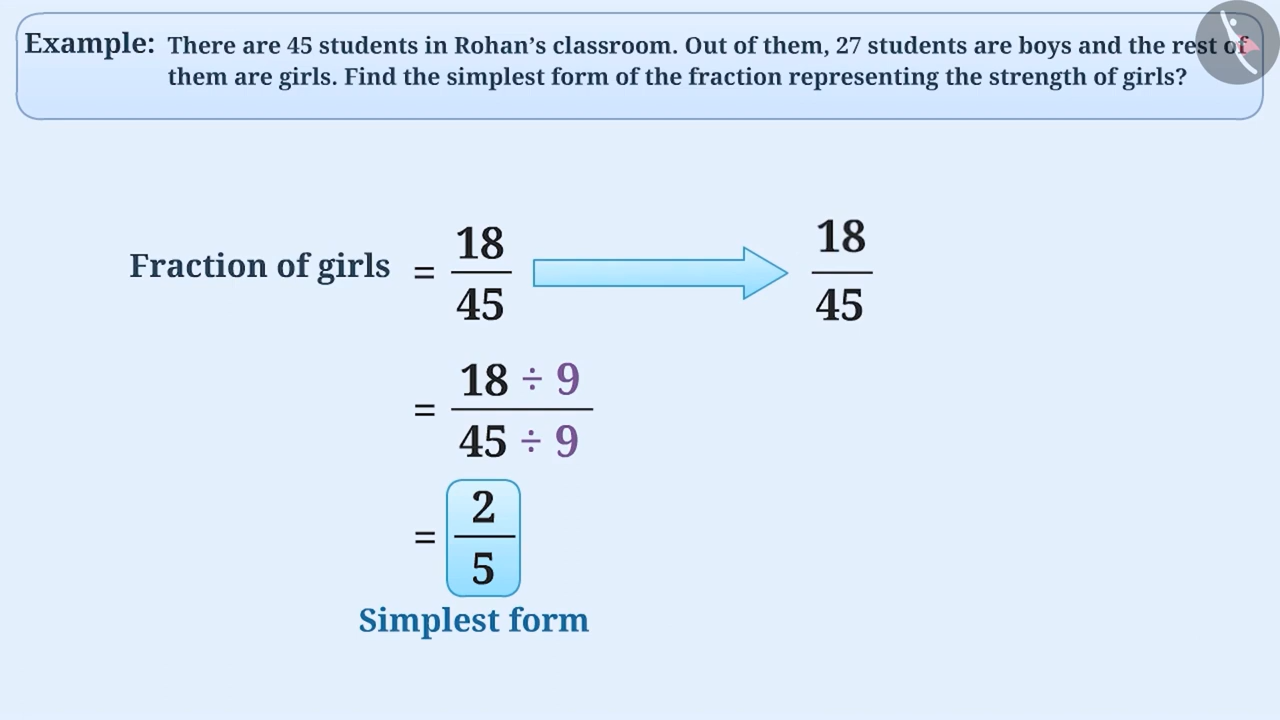 Example: There are 45 students in Rohan’s classroom. Out of them, 27 students are boys and the rest of
them are girls. Find the simplest form of the fraction representing the strength of girls?
Fraction of girls = 18/45 18/45
= 18 ÷ 9 / 45 ÷ 9
= 2/5
Simplest form